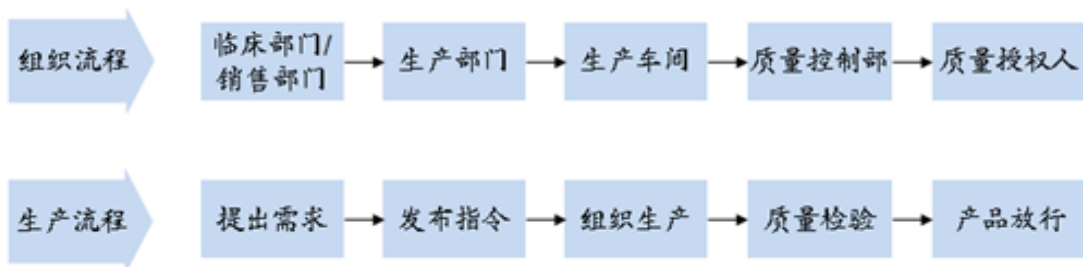 组织流程
临床部门/
销售部门
生产部门
生产车间
质量控制部
质量授权人
生产流程
提出需求
发布指令
组织生产
质量检验
产品放行